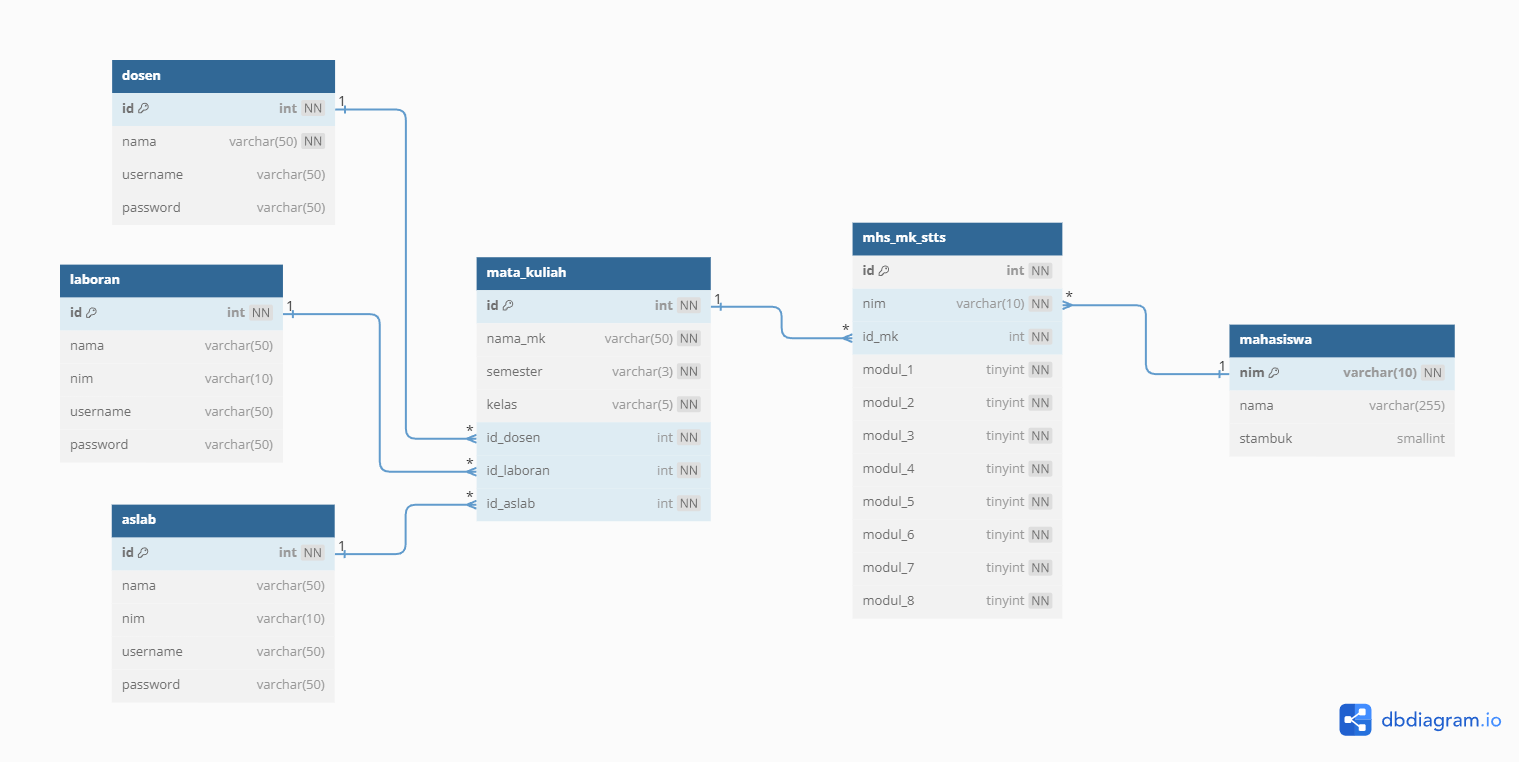 dosen
id int NN
nama varchar(50) NN
username varchar(50)
password varchar(50)
1
laboran
id int NN
nama varchar(50)
nim varchar(10)
username varchar(50)
password varchar(50)
1
aslab
id int NN
nama varchar(50)
nim varchar(10)
username varchar(50)
password varchar(50)
1
mata_kuliah
id int NN
nama_mk varchar(50) NN
semester varchar(3) NN
kelas varchar(5) NN
* id_dosen int NN
* id_laboran int NN
* id_aslab int NN
1
mhs_mk_stts
id int NN
nim varchar(10) NN *
* id_mk int NN
modul_1 tinyint NN
modul_2 tinyint NN
modul_3 tinyint NN
modul_4 tinyint NN
modul_5 tinyint NN
modul_6 tinyint NN
modul_7 tinyint NN
modul_8 tinyint NN
mahasiswa
1 nim varchar(10) NN
nama varchar(255)
stambuk smallint
dbdiagram.io